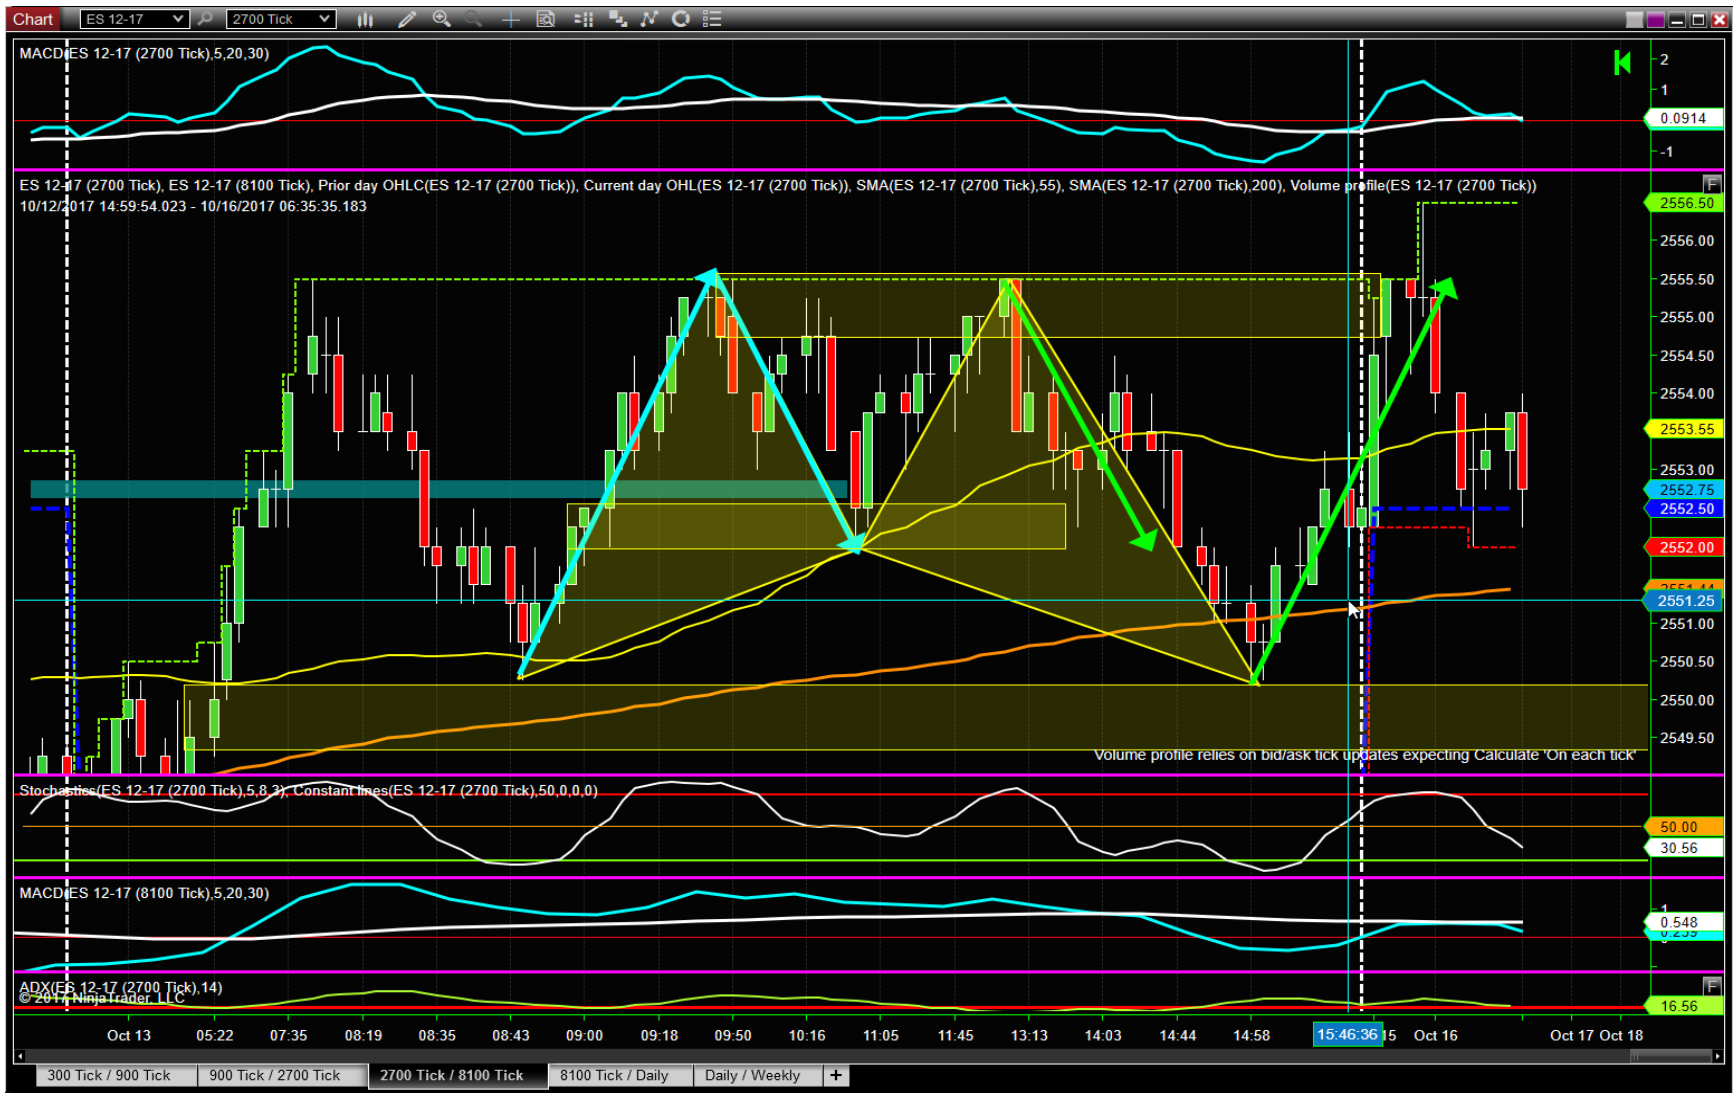 Chart ES 12-17 2700 Tick
MACD(ES 12-17 (2700 Tick),5,20,30)
2
1
0.0914
-1
ES 12-17 (2700 Tick), ES 12-17 (8100 Tick), Prior day OHLC(ES 12-17 (2700 Tick)), Current day OHL(ES 12-17 (2700 Tick)), SMA(ES 12-17 (2700 Tick),55), SMA(ES 12-17 (2700 Tick),200), Volume profile(ES 12-17 (2700 Tick))
F
10/12/2017 14:59:54.023 - 10/16/2017 06:35:35.183
2556.50
2556.00
2555.50
2555.00
2554.50
2554.00
2553.55
2553.00
2552.75
2552.50
2552.00
2551.44
2551.25
2551.00
2550.50
2550.00
2549.50
Volume profile relies on bid/ask tick updates expecting Calculate 'On each tick'
Stochastics(ES 12-17 (2700 Tick),5,8,3), Constant lines(ES 12-17 (2700 Tick),50,0,0,0)
50.00
30.56
MACD(ES 12-17 (8100 Tick),5,20,30)
1
0.548
0.239
ADX(ES 12-17 (2700 Tick),14)
F
© 2017 NinjaTrader, LLC
16.56
Oct 13 05:22 07:35 08:19 08:35 08:43 09:00 09:18 09:50 10:16 11:05 11:45 13:13 14:03 14:44 14:58 15:46:36 15 Oct 16 Oct 17 Oct 18
300 Tick / 900 Tick 900 Tick / 2700 Tick 2700 Tick / 8100 Tick 8100 Tick / Daily Daily / Weekly +